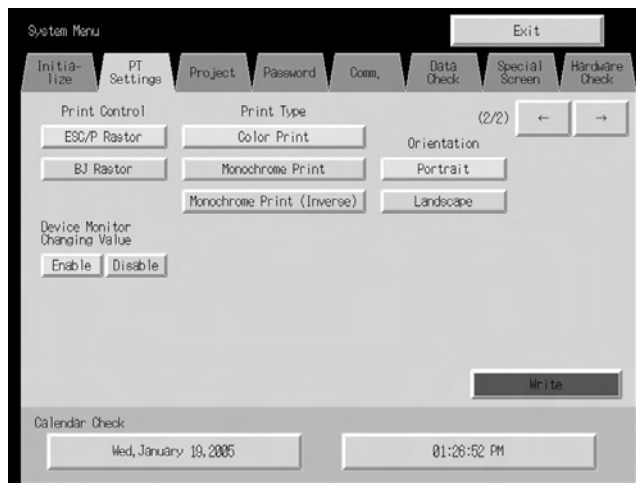 System Menu
Exit
Initia-
lize
PT
Settings
Project
Password
Comm.
Data
Check
Special
Screen
Hardware
Check
Print Control
Print Type
(2/2)
←
→
ESC/P Rastor
Color Print
Orientation
BJ Rastor
Monochrome Print
Portrait
Monochrome Print (Inverse)
Landscape
Device Monitor
Changing Value
Enable
Disable
Write
Calendar Check
Wed,January 19,2005
01:26:52 PM